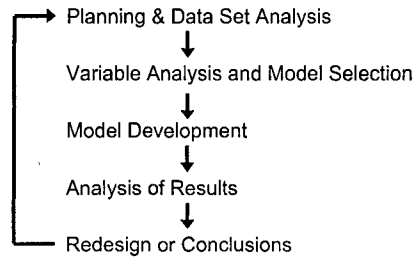 Planning & Data Set Analysis
Variable Analysis and Model Selection
Model Development
Analysis of Results
Redesign or Conclusions